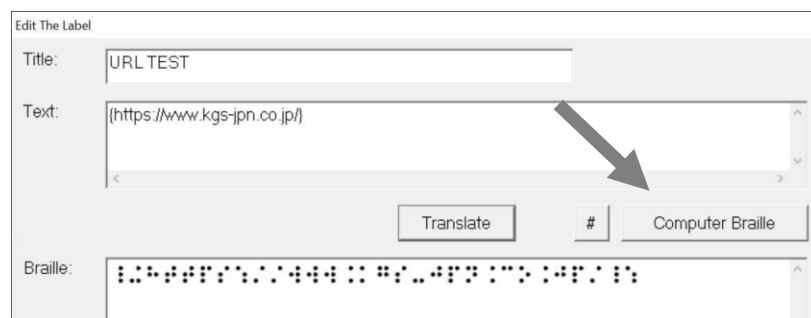 Edit The Label
Title: URL TEST
Text: {https://www.kgs-jpn.co.jp/}
Translate # Computer Braille
Braille: